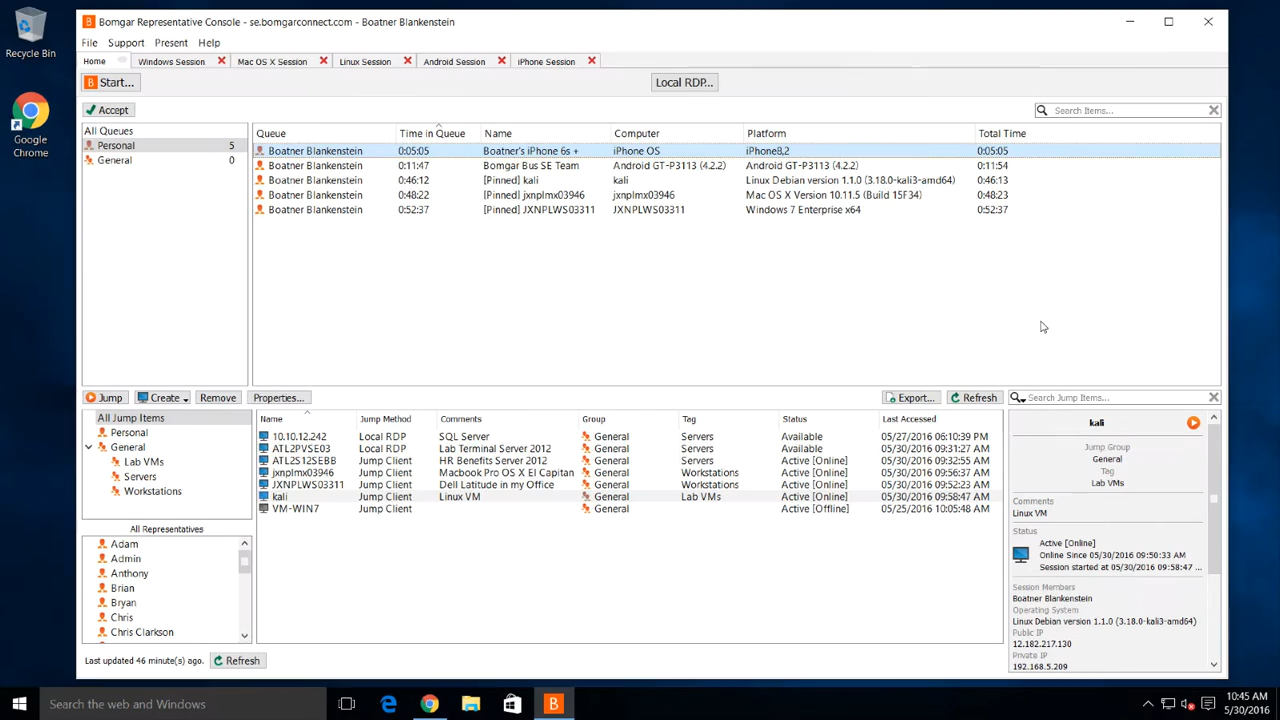 Recycle Bin
Google
Chrome
Bomgar Representative Console - se.bomgarconnect.com - Boatner Blankenstein
File Support Present Help
Home Windows Session Mac OS X Session Linux Session Android Session iPhone Session
Start... Local RDP...
Accept Search Items...
All Queues
Personal 5
General 0
Queue Time in Queue Name Computer Platform Total Time
Boatner Blankenstein 0:05:05 Boatner's iPhone 6s + iPhone OS iPhone8,2 0:05:05
Boatner Blankenstein 0:11:47 Bomgar Bus SE Team Android GT-P3113 (4.2.2) Android GT-P3113 (4.2.2) 0:11:54
Boatner Blankenstein 0:46:12 [Pinned] kali kali Linux Debian version 1.1.0 (3.18.0-kali3-amd64) 0:46:13
Boatner Blankenstein 0:48:22 [Pinned] jxnplmx03946 jxnplmx03946 Mac OS X Version 10.11.5 (Build 15F34) 0:48:23
Boatner Blankenstein 0:52:37 [Pinned] JXNPLWS03311 JXNPLWS03311 Windows 7 Enterprise x64 0:52:37
Jump Create Remove Properties... Export... Refresh Search Jump Items...
All Jump Items
Personal
General
Lab VMs
Servers
Workstations
All Representatives
Adam
Admin
Anthony
Brian
Bryan
Chris
Chris Clarkson
Last updated 46 minute(s) ago. Refresh
Name Jump Method Comments Group Tag Status Last Accessed
10.10.12.242 Local RDP SQL Server General Servers Available 05/27/2016 06:10:39 PM
ATL2PVSE03 Local RDP Lab Terminal Server 2012 General Servers Available 05/30/2016 09:56:11 AM
ATL2S12SEBB Jump Client HR Benefits Server 2012 General Servers Active [Online] 05/30/2016 09:32:55 AM
jxnplmx03946 Jump Client Macbook Pro OS X El Capitan General Workstations Active [Online] 05/30/2016 09:56:37 AM
JXNPLWS03311 Jump Client Dell Latitude in my Office General Workstations Active [Online] 05/30/2016 09:52:23 AM
kali Jump Client Linux VM General Lab VMs Active [Online] 05/30/2016 09:58:47 AM
VM-WIN7 Jump Client General Active [Offline] 05/25/2016 10:05:48 AM
kali
Jump Group
General
Tag
Lab VMs
Comments
Linux VM
Status
Active [Online]
Online Since 05/30/2016 09:50:33 AM
Session started at 05/30/2016 09:58:47 ...
Session Members
Boatner Blankenstein
Operating System
Linux Debian version 1.1.0 (3.18.0-kali3-amd64)
Public IP
12.182.217.130
Private IP
192.168.5.209
Search the web and Windows
10:45 AM
5/30/2016